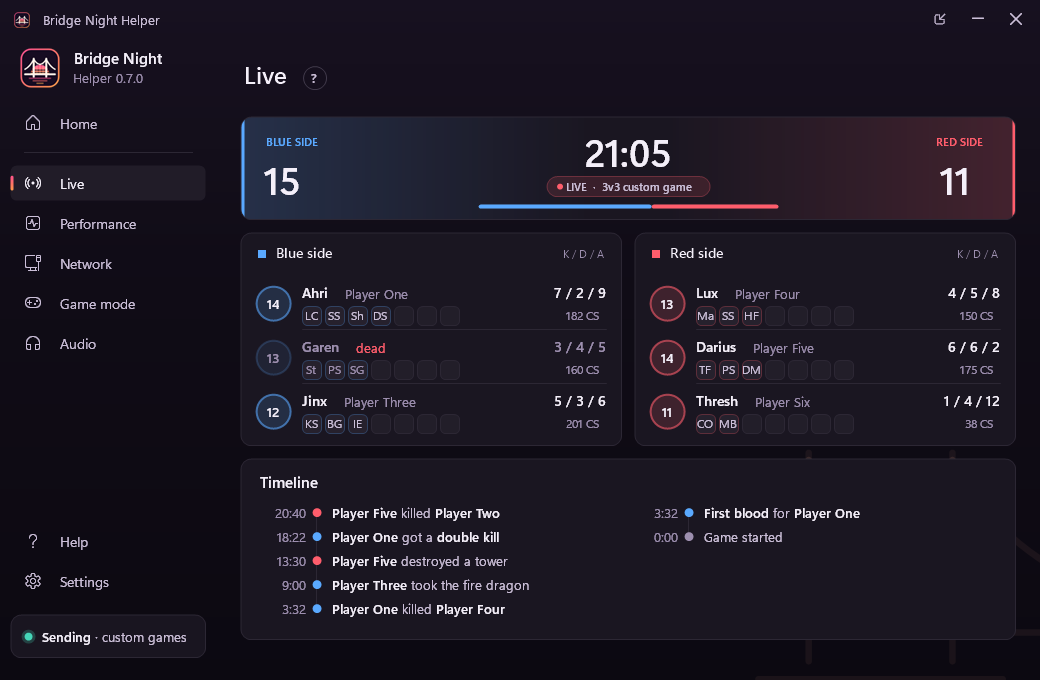 Bridge Night Helper
Bridge Night
Helper 0.7.0
Home
Live
Performance
Network
Game mode
Audio
Help
Settings
Sending · custom games
Live ?
BLUE SIDE
15
21:05
LIVE · 3v3 custom game
RED SIDE
11
Blue side K / D / A
14 Ahri Player One 7 / 2 / 9
LC SS Sh DS 182 CS
13 Garen dead 3 / 4 / 5
St PS SG 160 CS
12 Jinx Player Three 5 / 3 / 6
KS BG IE 201 CS
Red side K / D / A
13 Lux Player Four 4 / 5 / 8
Ma SS HF 150 CS
14 Darius Player Five 6 / 6 / 2
TF PS DM 175 CS
11 Thresh Player Six 1 / 4 / 12
CO MB 38 CS
Timeline
20:40 Player Five killed Player Two
18:22 Player One got a double kill
13:30 Player Five destroyed a tower
9:00 Player Three took the fire dragon
3:32 Player One killed Player Four
3:32 First blood for Player One
0:00 Game started